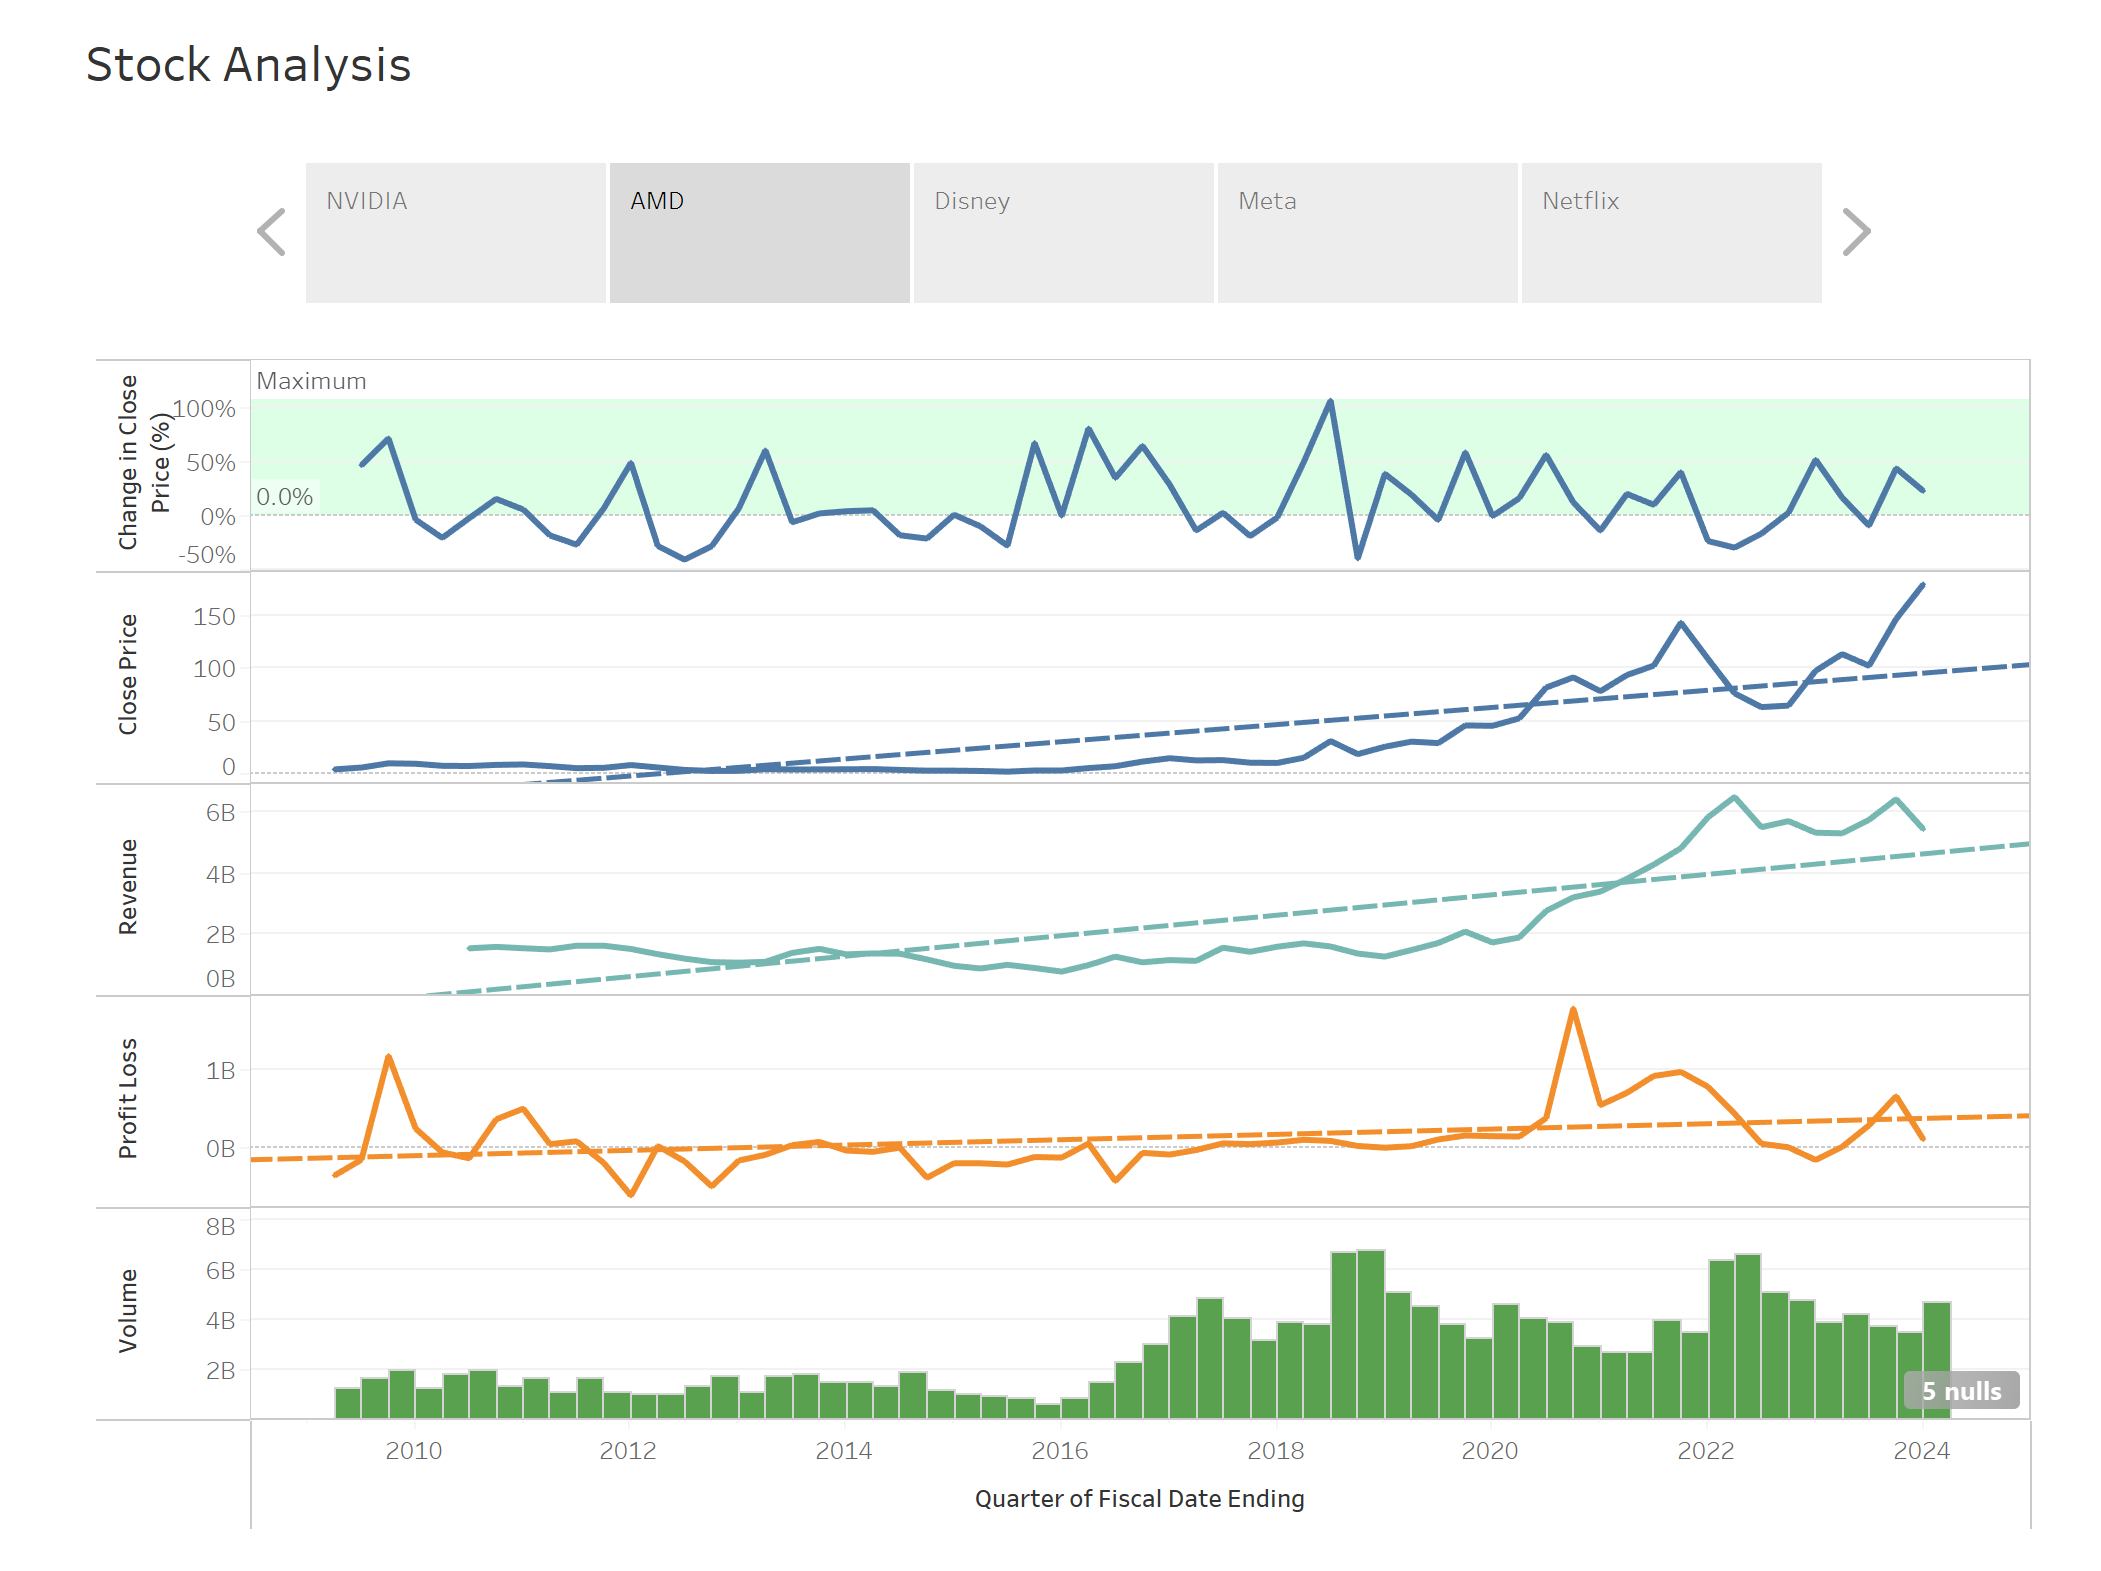 Stock Analysis
NVIDIA
AMD
Disney
Meta
Netflix
Change in Close
Price (%)
Maximum
100%
50%
0.0%
0%
-50%
Close Price
150
100
50
0
Revenue
6B
4B
2B
0B
Profit Loss
1B
0B
Volume
8B
6B
4B
2B
5 nulls
2010
2012
2014
2016
2018
2020
2022
2024
Quarter of Fiscal Date Ending